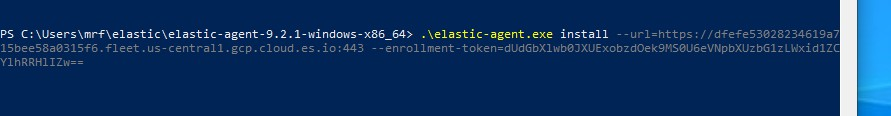 PS C:\Users\mrf\elastic\elastic-agent-9.2.1-windows-x86_64> .\elastic-agent.exe install --url=https://dfefe53028234619a7
15bee58a0315f6.fleet.us-central1.gcp.cloud.es.io:443 --enrollment-token=dUdGbXlwb0JXUExobzdOek9MS0U6eVNpbXUzbG1zLWxid1ZC
YlhRRHlIZw==